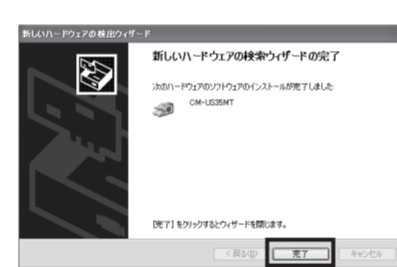 新しいハードウェアの検出ウィザード
新しいハードウェアの検索ウィザードの完了
次のハードウェアのソフトウェアのインストールが完了しました
CM-US35MT
[完了] をクリックするとウィザードを閉じます。
< 戻る(B)
完了
キャンセル